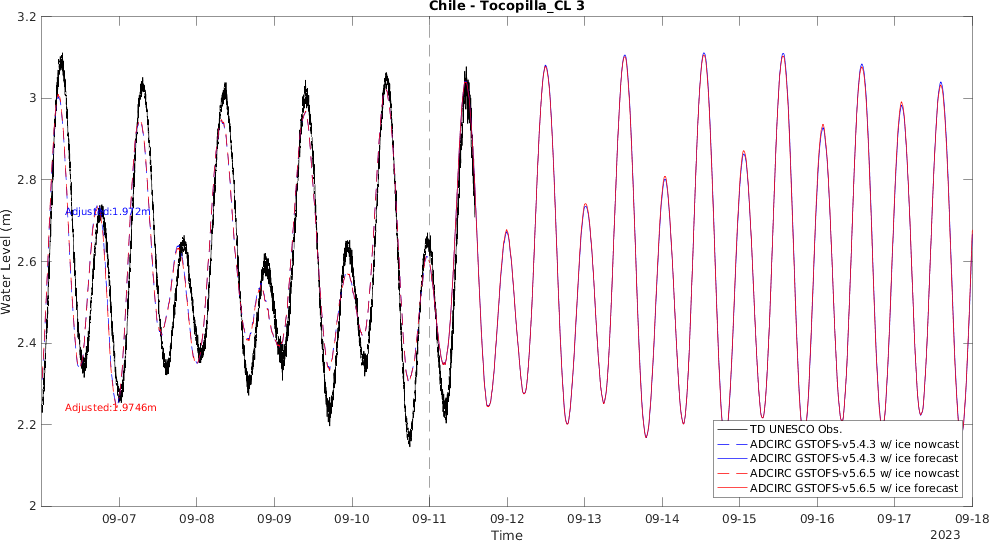 Chile - Tocopilla_CL 3
3.2
3
2.8
2.6
2.4
2.2
2
Water Level (m)
Adjusted:1.972m
Adjusted:1.9746m
TD UNESCO Obs.
ADCIRC GSTOFS-v5.4.3 w/ ice nowcast
ADCIRC GSTOFS-v5.4.3 w/ ice forecast
ADCIRC GSTOFS-v5.6.5 w/ ice nowcast
ADCIRC GSTOFS-v5.6.5 w/ ice forecast
09-07 09-08 09-09 09-10 09-11 09-12 09-13 09-14 09-15 09-16 09-17 09-18
Time
2023